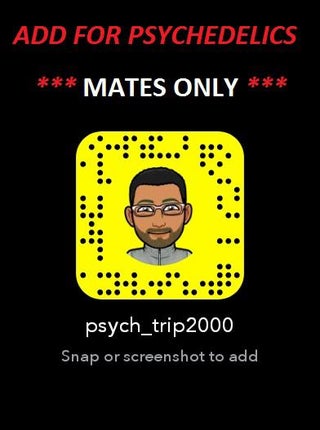 ADD FOR PSYCHEDELICS
*** MATES ONLY ***
psych_trip2000
Snap or screenshot to add